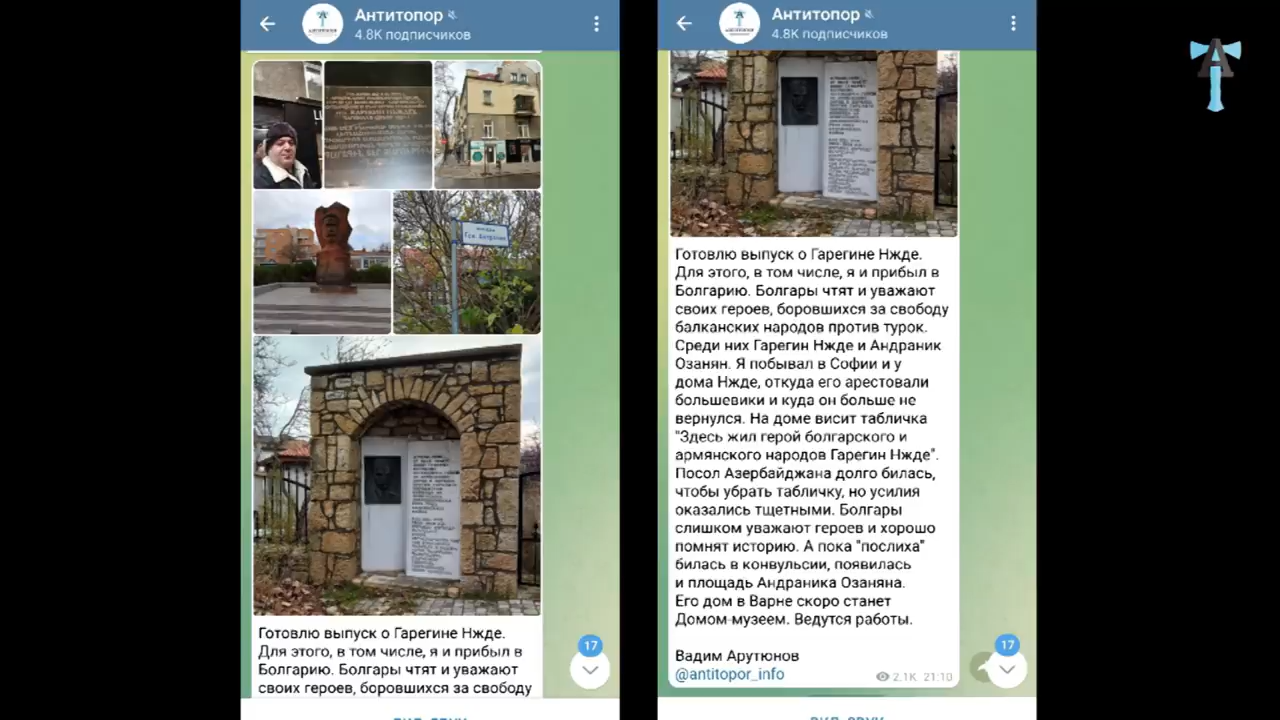 Антитопор
4.8K подписчиков
Готовлю выпуск о Гарегине Нжде.
Для этого, в том числе, я и прибыл в
Болгарию. Болгары чтят и уважают
своих героев, боровшихся за свободу
17
Антитопор
4.8K подписчиков
Готовлю выпуск о Гарегине Нжде.
Для этого, в том числе, я и прибыл в
Болгарию. Болгары чтят и уважают
своих героев, боровшихся за свободу
балканских народов против турок.
Среди них Гарегин Нжде и Андраник
Озанян. Я побывал в Софии и у
дома Нжде, откуда его арестовали
большевики и куда он больше не
вернулся. На доме висит табличка
"Здесь жил герой болгарского и
армянского народов Гарегин Нжде".
Посол Азербайджана долго билась,
чтобы убрать табличку, но усилия
оказались тщетными. Болгары
слишком уважают героев и хорошо
помнят историю. А пока "послиха"
билась в конвульсии, появилась
и площадь Андраника Озаняна.
Его дом в Варне скоро станет
Домом-музеем. Ведутся работы.
Вадим Арутюнов
@antitopor_info
2.1K 21:10
17